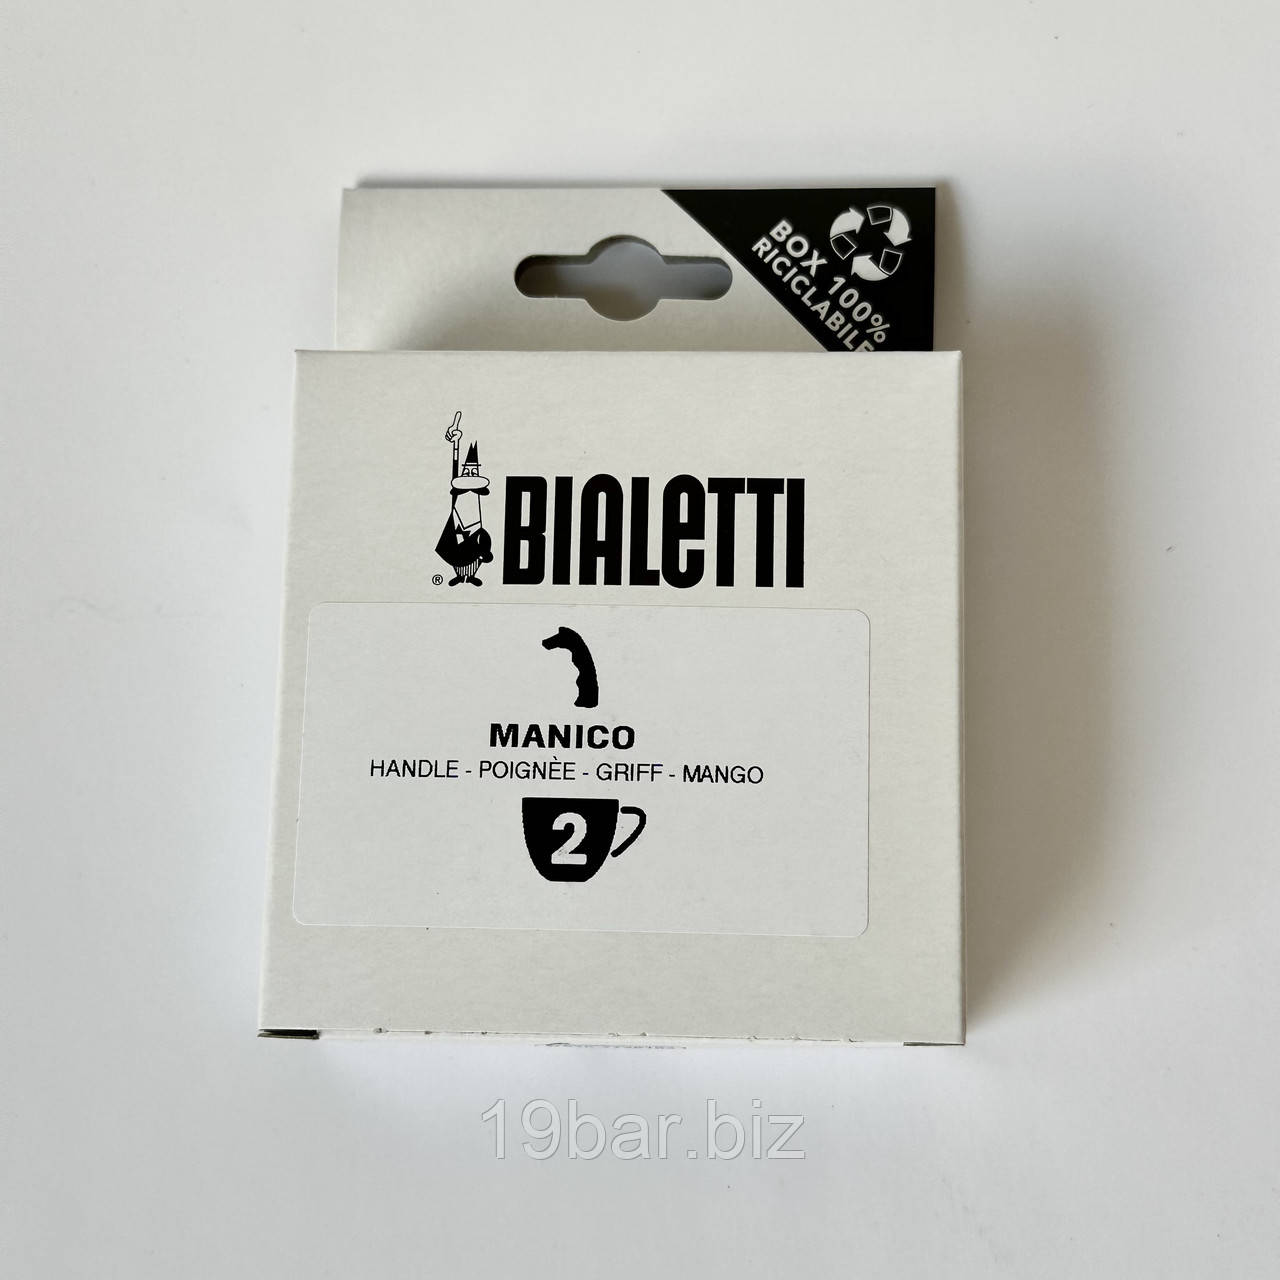 BOX 100%
RICICLABILE
BIALeTTI
®
MANICO
HANDLE - POIGNÈE - GRIFF - MANGO
2
19bar.biz